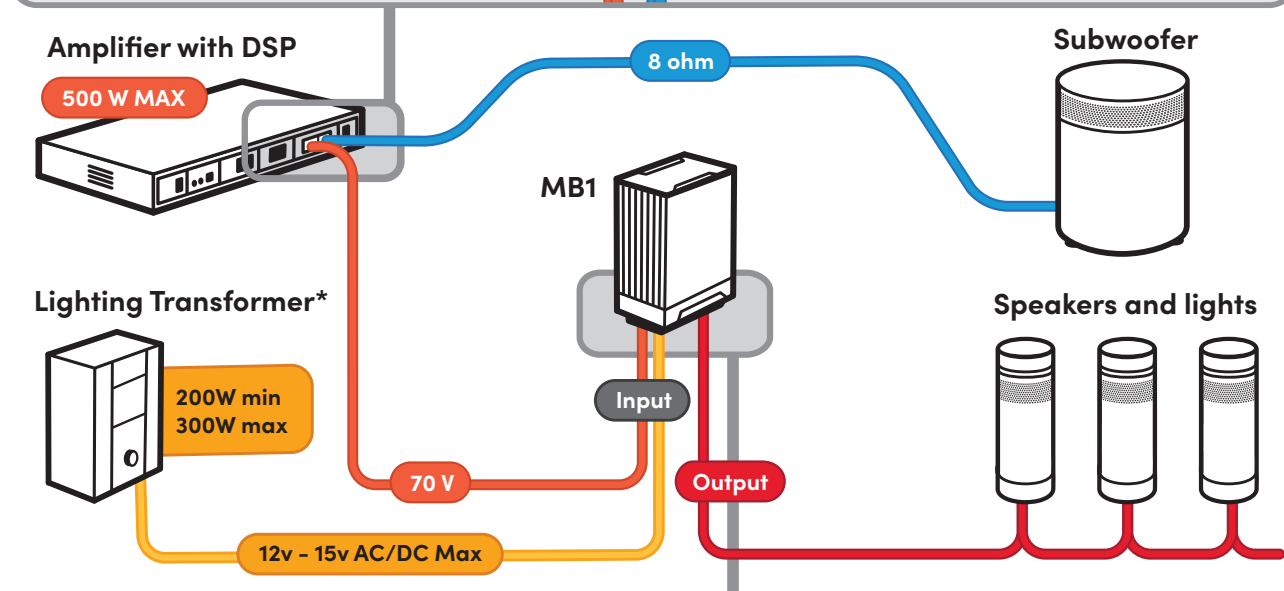 Amplifier with DSP
500 W MAX
8 ohm
Subwoofer
MB1
Lighting Transformer*
200W min
300W max
Speakers and lights
Input
70 V
Output
12v - 15v AC/DC Max